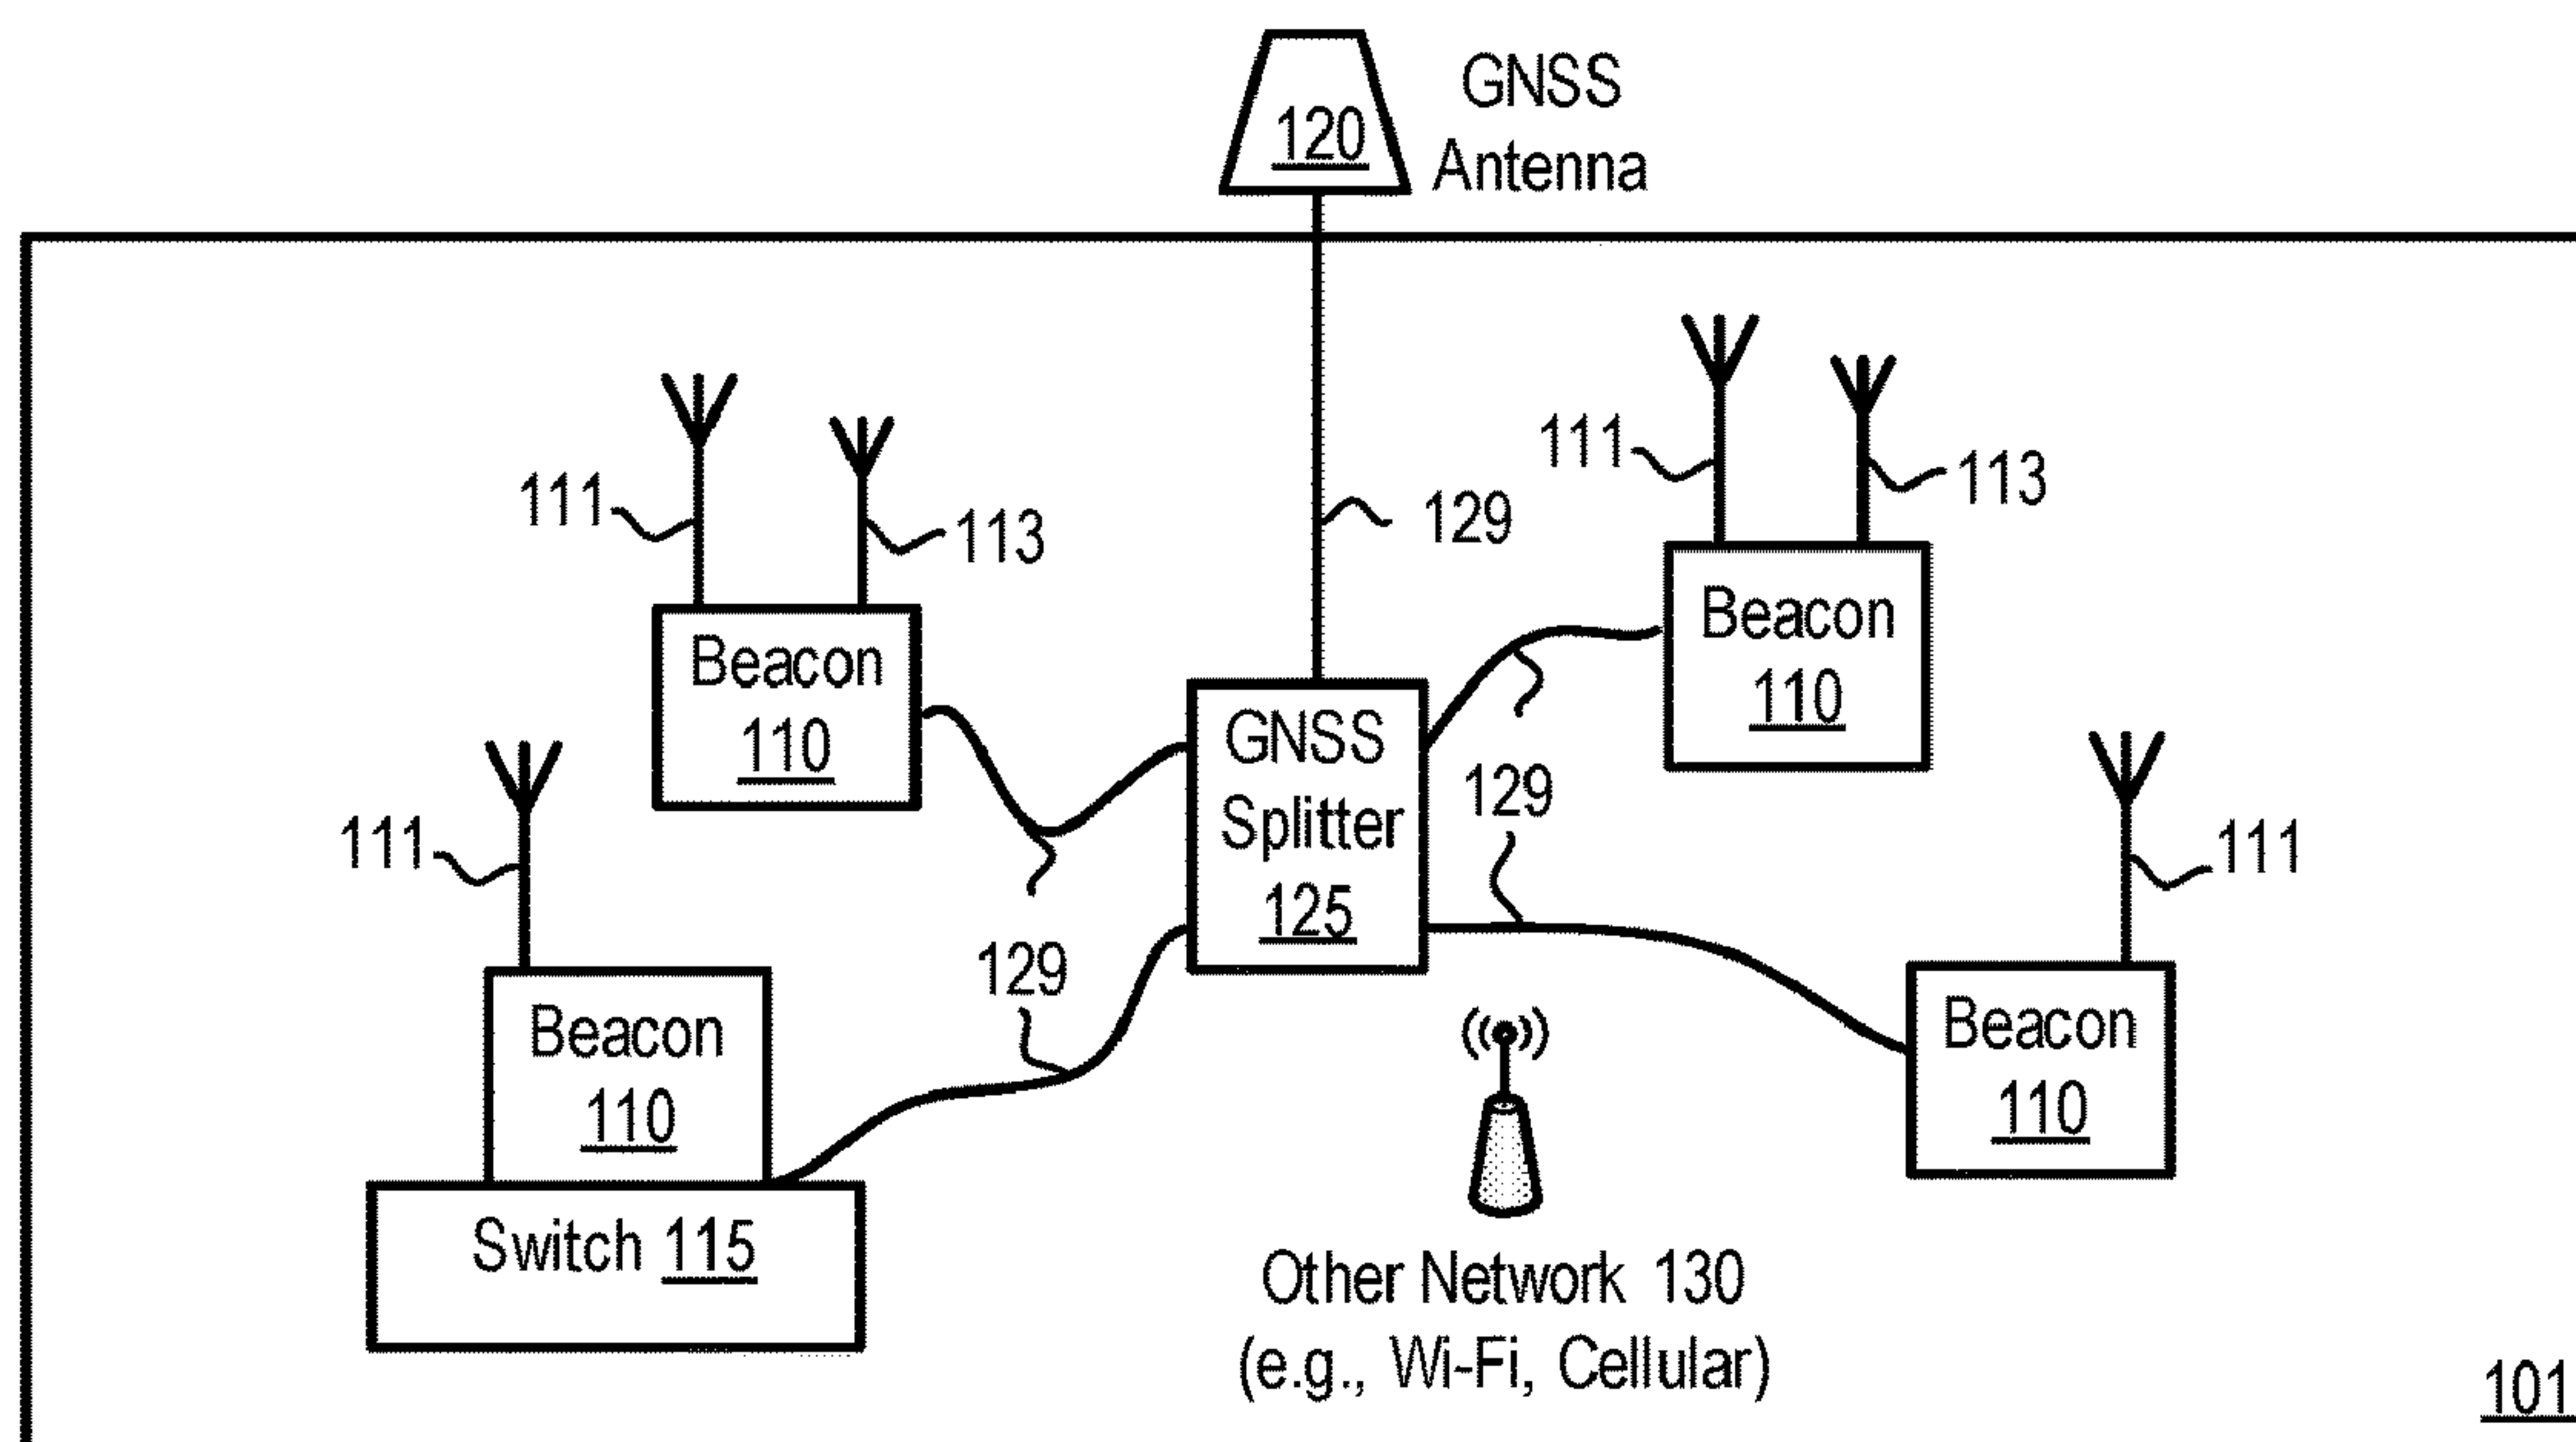 GNSS
Antenna
120
111
113
111
113
129
Beacon
110
Beacon
110
GNSS
Splitter
125
129
111
111
129
Beacon
110
Beacon
110
Switch 115
Other Network 130
(e.g., Wi-Fi, Cellular)
101